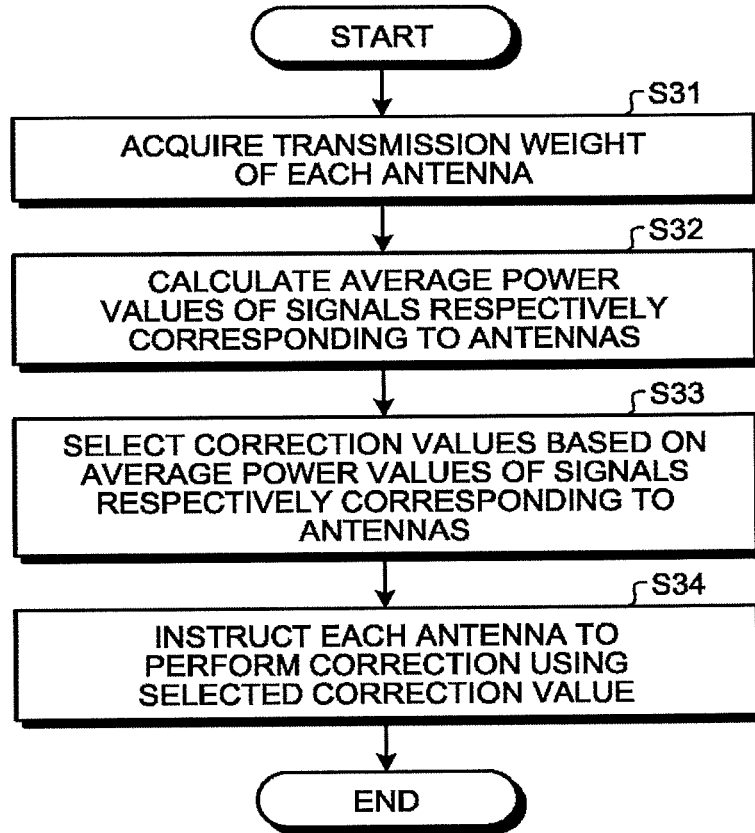 START
S31
ACQUIRE TRANSMISSION WEIGHT
OF EACH ANTENNA
S32
CALCULATE AVERAGE POWER
VALUES OF SIGNALS RESPECTIVELY
CORRESPONDING TO ANTENNAS
S33
SELECT CORRECTION VALUES BASED ON
AVERAGE POWER VALUES OF SIGNALS
RESPECTIVELY CORRESPONDING TO
ANTENNAS
S34
INSTRUCT EACH ANTENNA TO
PERFORM CORRECTION USING
SELECTED CORRECTION VALUE
END